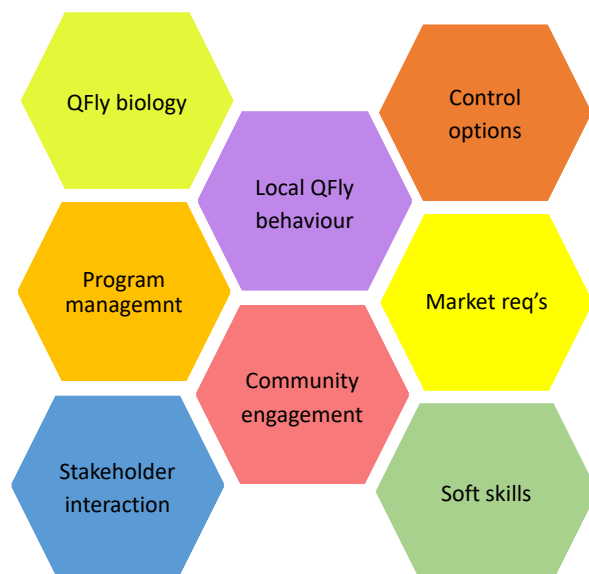 QFly biology
Control
options
Local QFly
behaviour
Program
managemnt
Market req's
Community
engagement
Stakeholder
interaction
Soft skills